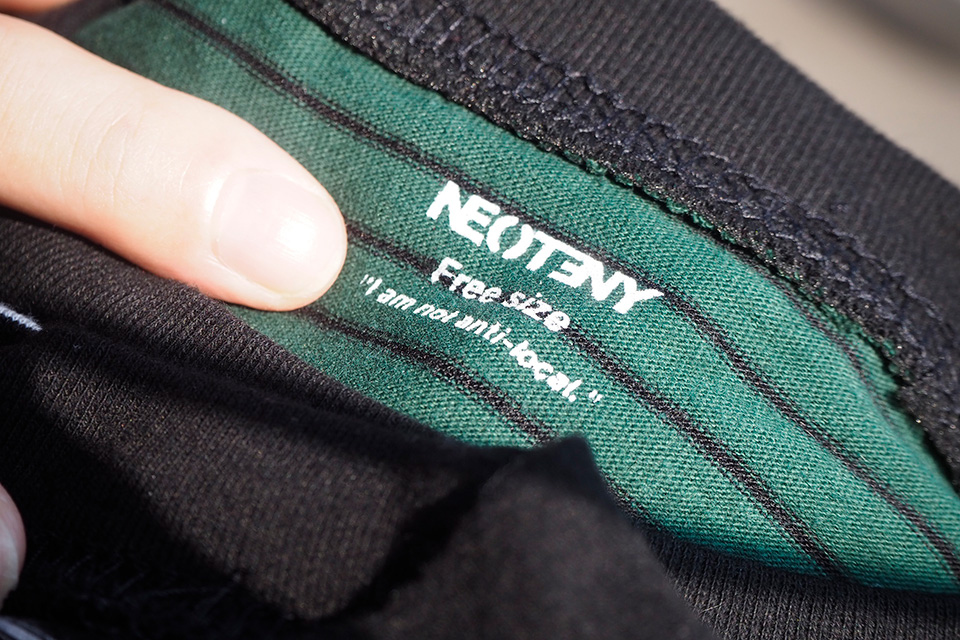 NEOTENY
Free size
"I am not anti-local."